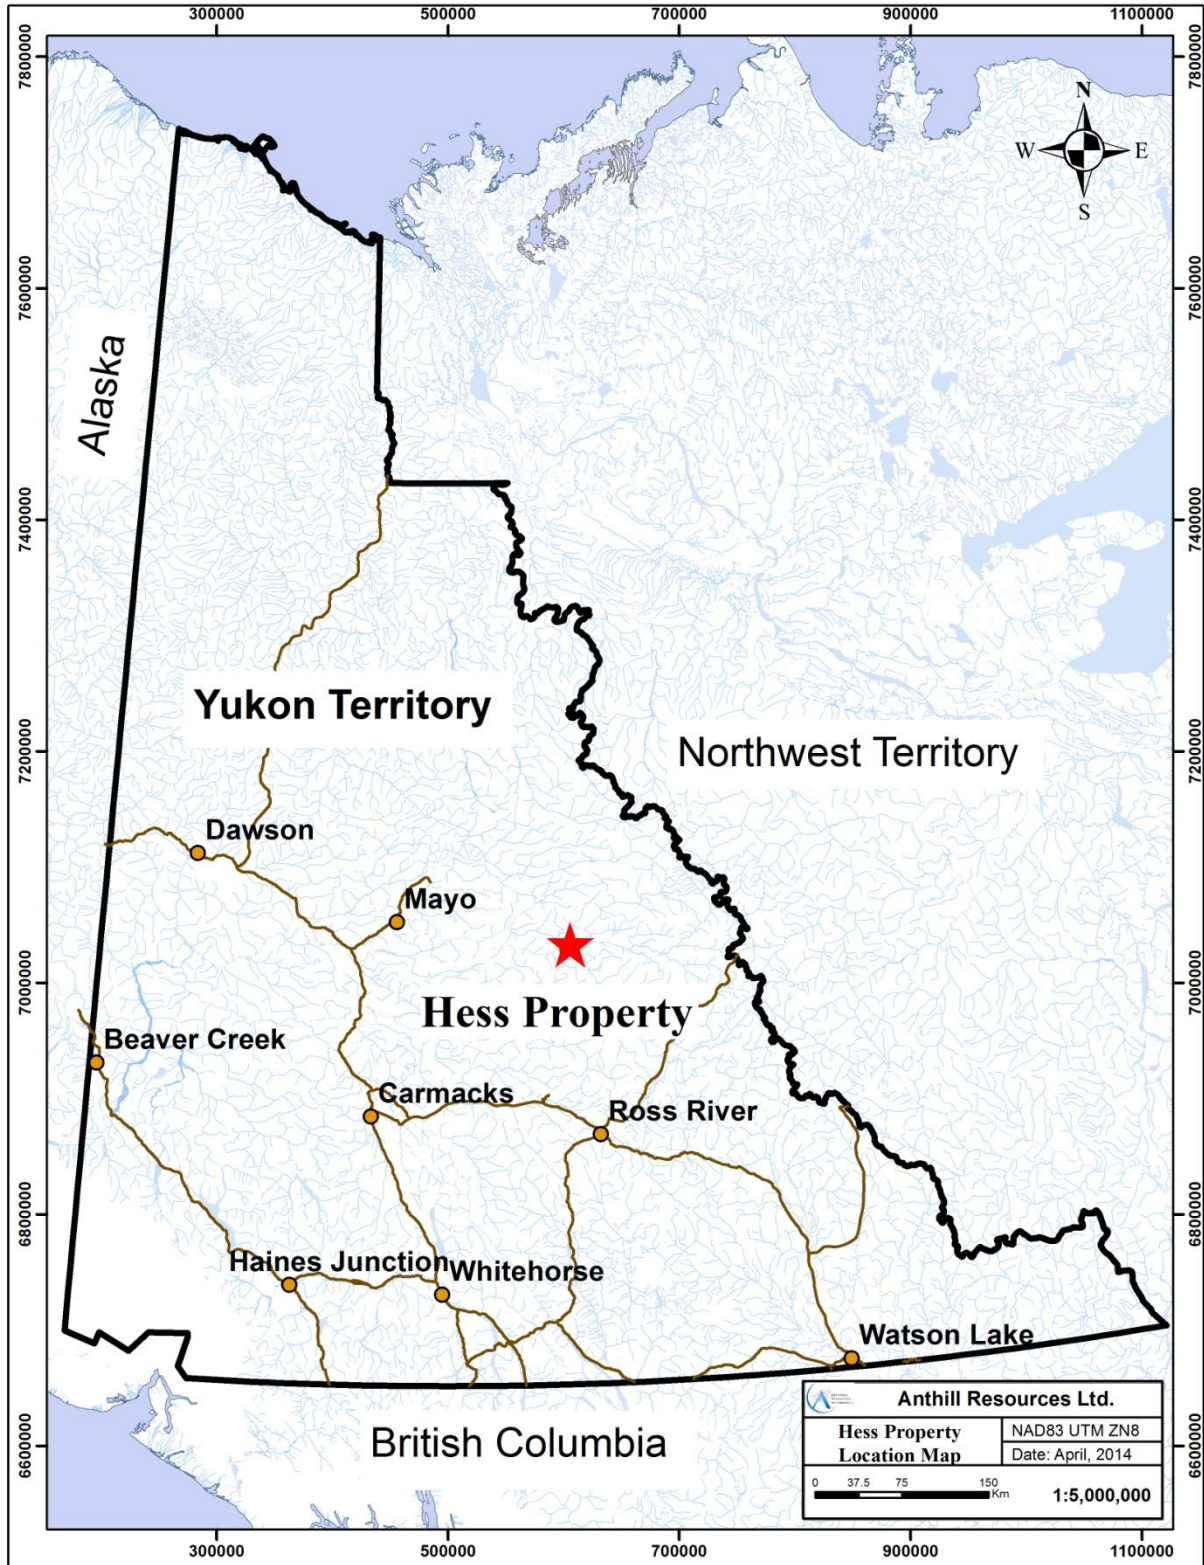 300000 500000 700000 900000 1100000
7800000 7800000
N
W E
S
7600000 7600000
Alaska
7400000 7400000
Yukon Territory
Northwest Territory
7200000 7200000
Dawson
Mayo
7000000 7000000
Hess Property
Beaver Creek
Carmacks
Ross River
6800000 6800000
Haines Junction
Whitehorse
Watson Lake
British Columbia
6600000 6600000
Anthill Resources Ltd.
Hess Property
Location Map
NAD83 UTM ZN8
Date: April, 2014
0 37.5 75 150
Km
1:5,000,000
300000 500000 700000 900000 1100000